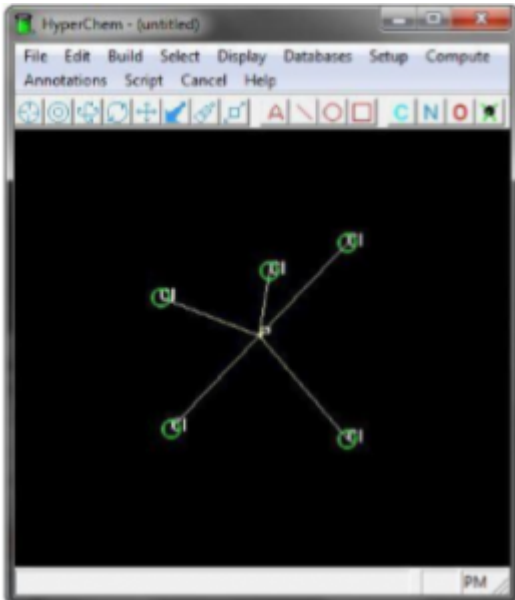 HyperChem - (untitled)
File Edit Build Select Display Databases Setup Compute
Annotations Script Cancel Help
A C N O
Cl
Cl
Cl
P
Cl
Cl
PM